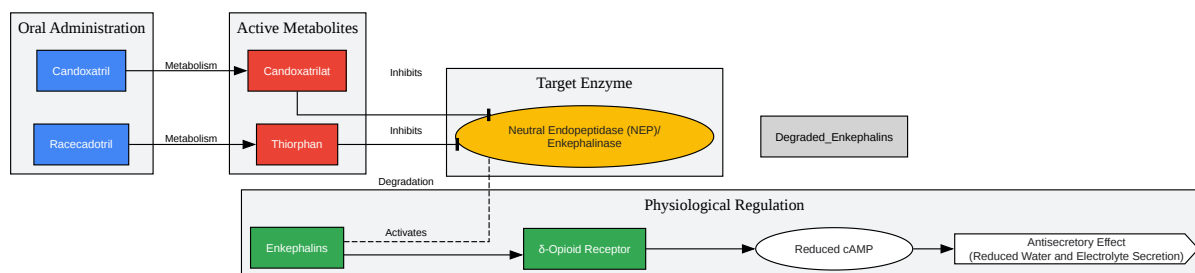 Oral Administration
Active Metabolites
Candoxatril
Metabolism
Candoxatrilat
Inhibits
Target Enzyme
Racecadotril
Metabolism
Thiorphan
Inhibits
Neutral Endopeptidase (NEP)/
Enkephalinase
Degraded_Enkephalins
Degradation
Physiological Regulation
Enkephalins
Activates
δ-Opioid Receptor
Reduced cAMP
Antisecretory Effect
(Reduced Water and Electrolyte Secretion)